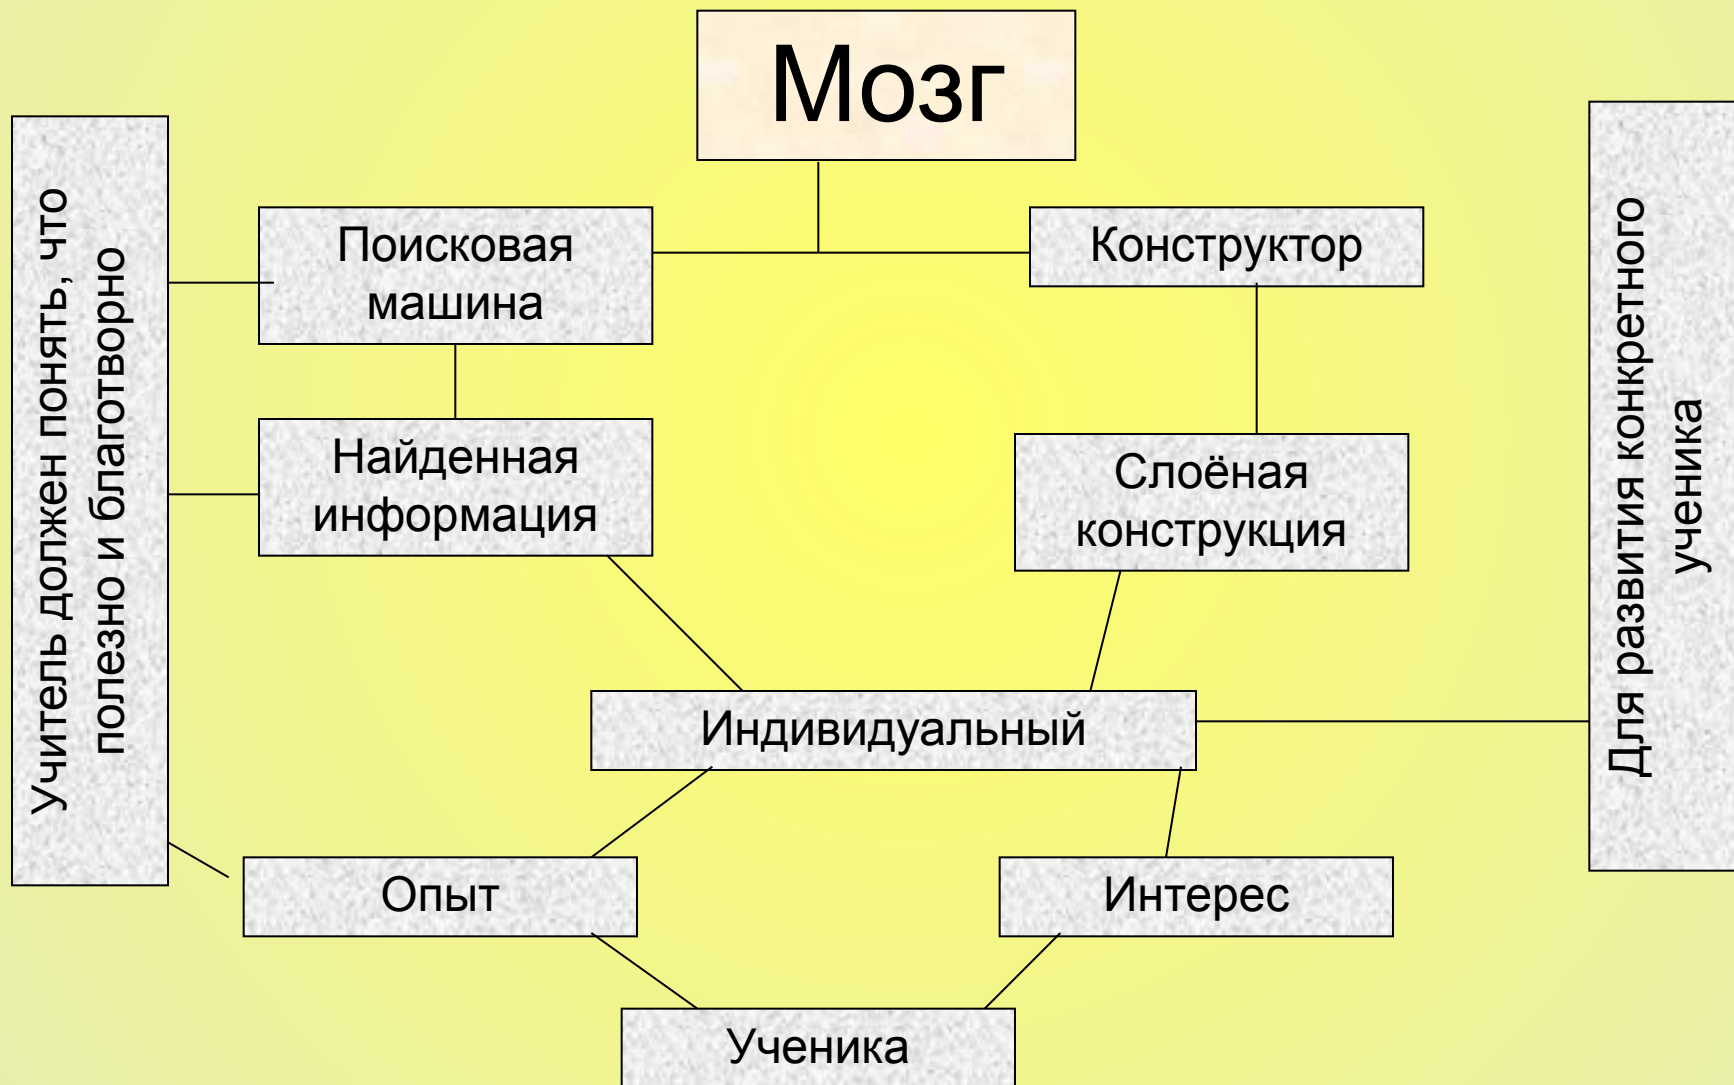 Мозг
Учитель должен понять, что
полезно и благотворно
Поисковая
машина
Конструктор
Для развития конкретного
ученика
Найденная
информация
Слоёная
конструкция
Индивидуальный
Опыт
Интерес
Ученика